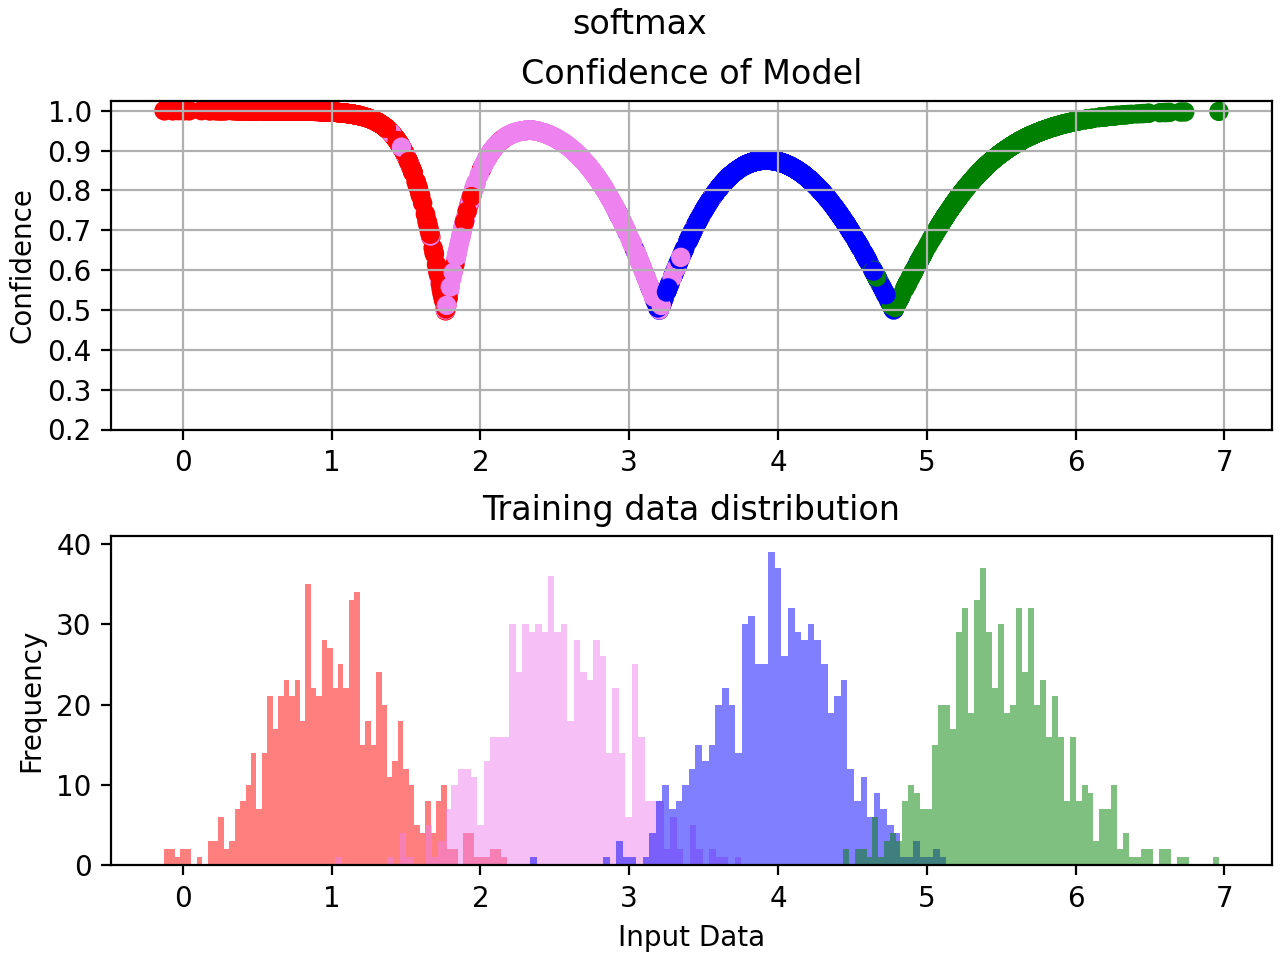 softmax
Confidence of Model
Confidence
1.0
0.9
0.8
0.7
0.6
0.5
0.4
0.3
0.2
0 1 2 3 4 5 6 7
Training data distribution
Frequency
40
30
20
10
0
0 1 2 3 4 5 6 7
Input Data